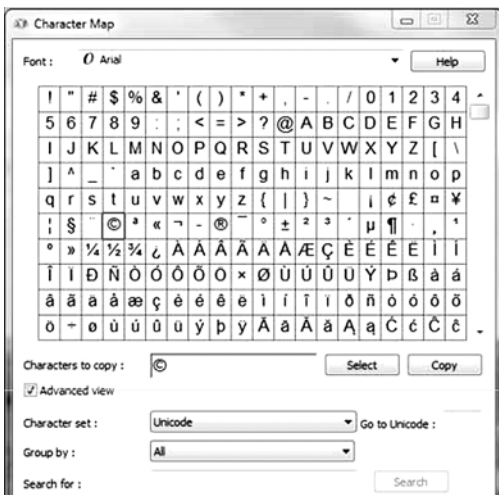 Character Map
Font : O Arial Help
! " # $ % & ' ( ) * + , - . / 0 1 2 3 4
5 6 7 8 9 : ; < = > ? @ A B C D E F G H
I J K L M N O P Q R S T U V W X Y Z [ \
] ^ _ ` a b c d e f g h i j k l m n o p
q r s t u v w x y z { | } ~ ¡ ¢ £ ¤ ¥
¦ § ¨ © ª « ¬ - ® ¯ ° ± ² ³ ´ µ ¶ · ¸ ¹
º » ¼ ½ ¾ ¿ À Á Â Ã Ä Å Æ Ç È É Ê Ë Ì Í
Î Ï Ð Ñ Ò Ó Ô Õ Ö × Ø Ù Ú Û Ü Ý Þ ß à á
â ã ä å æ ç è é ê ë ì í î ï ð ñ ò ó ô õ
ö ÷ ø ù ú û ü ý þ ÿ Ā ā Ă ă Ą ą Ć ć Ĉ ĉ
Characters to copy : © Select Copy
Advanced view
Character set : Unicode Go to Unicode :
Group by : All
Search for : Search